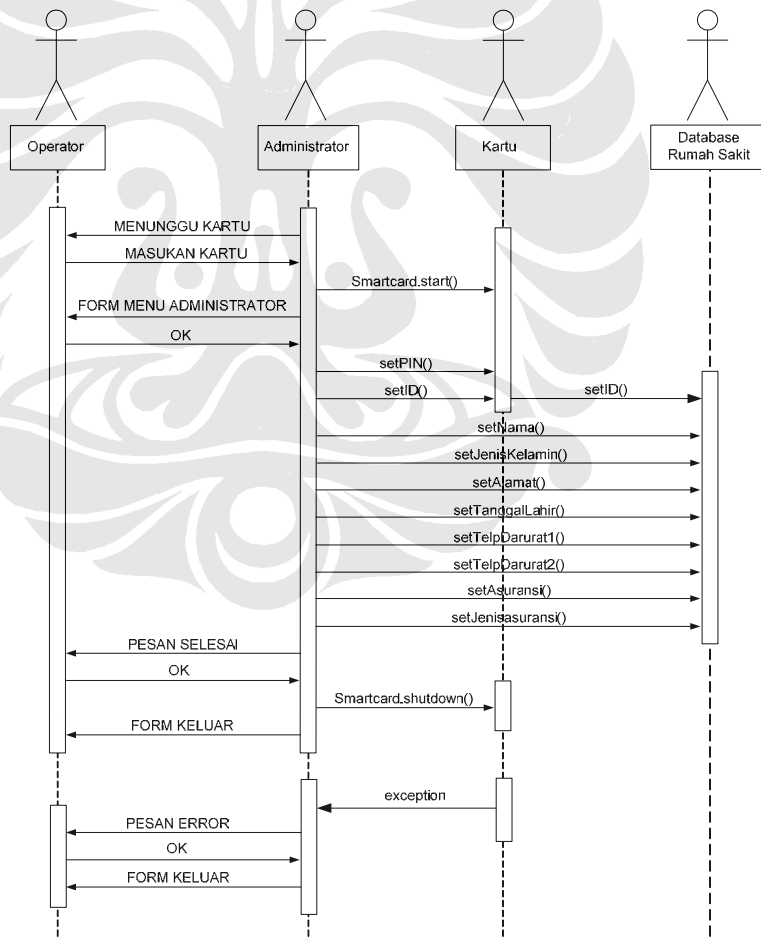 Operator
Administrator
Kartu
Database
Rumah Sakit
MENUNGGU KARTU
MASUKAN KARTU
Smartcard.start()
FORM MENU ADMINISTRATOR
OK
setPIN()
setID()
setID()
setNama()
setJenisKelamin()
setAlamat()
setTanggalLahir()
setTelpDarurat1()
setTelpDarurat2()
setAsuransi()
setJenisasuransi()
PESAN SELESAI
OK
Smartcard.shutdown()
FORM KELUAR
exception
PESAN ERROR
OK
FORM KELUAR